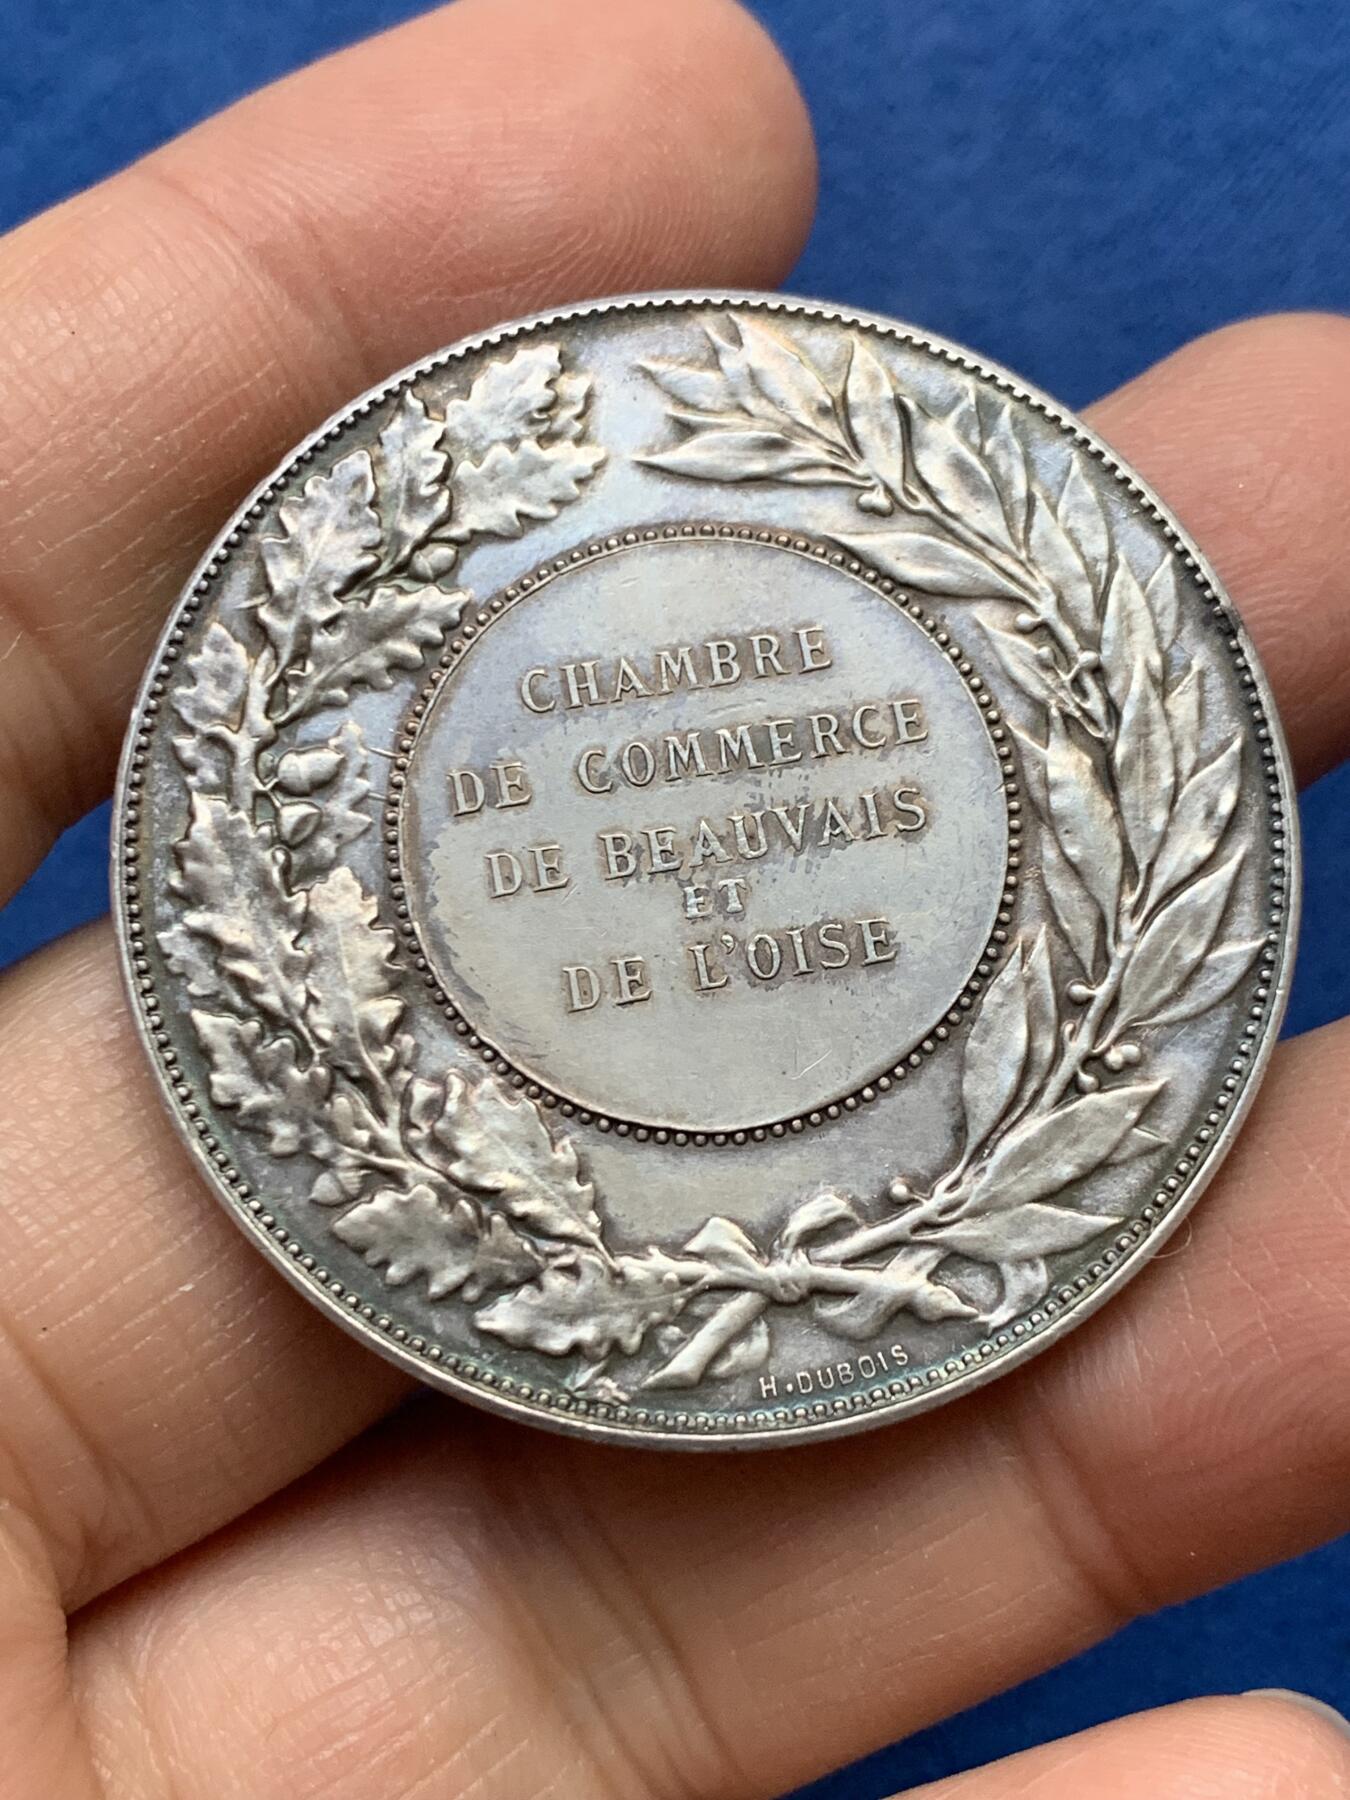 CHAMBRE
DE COMMERCE
DE BEAUVAIS
ET
DE L'OISE
H. DUBOIS